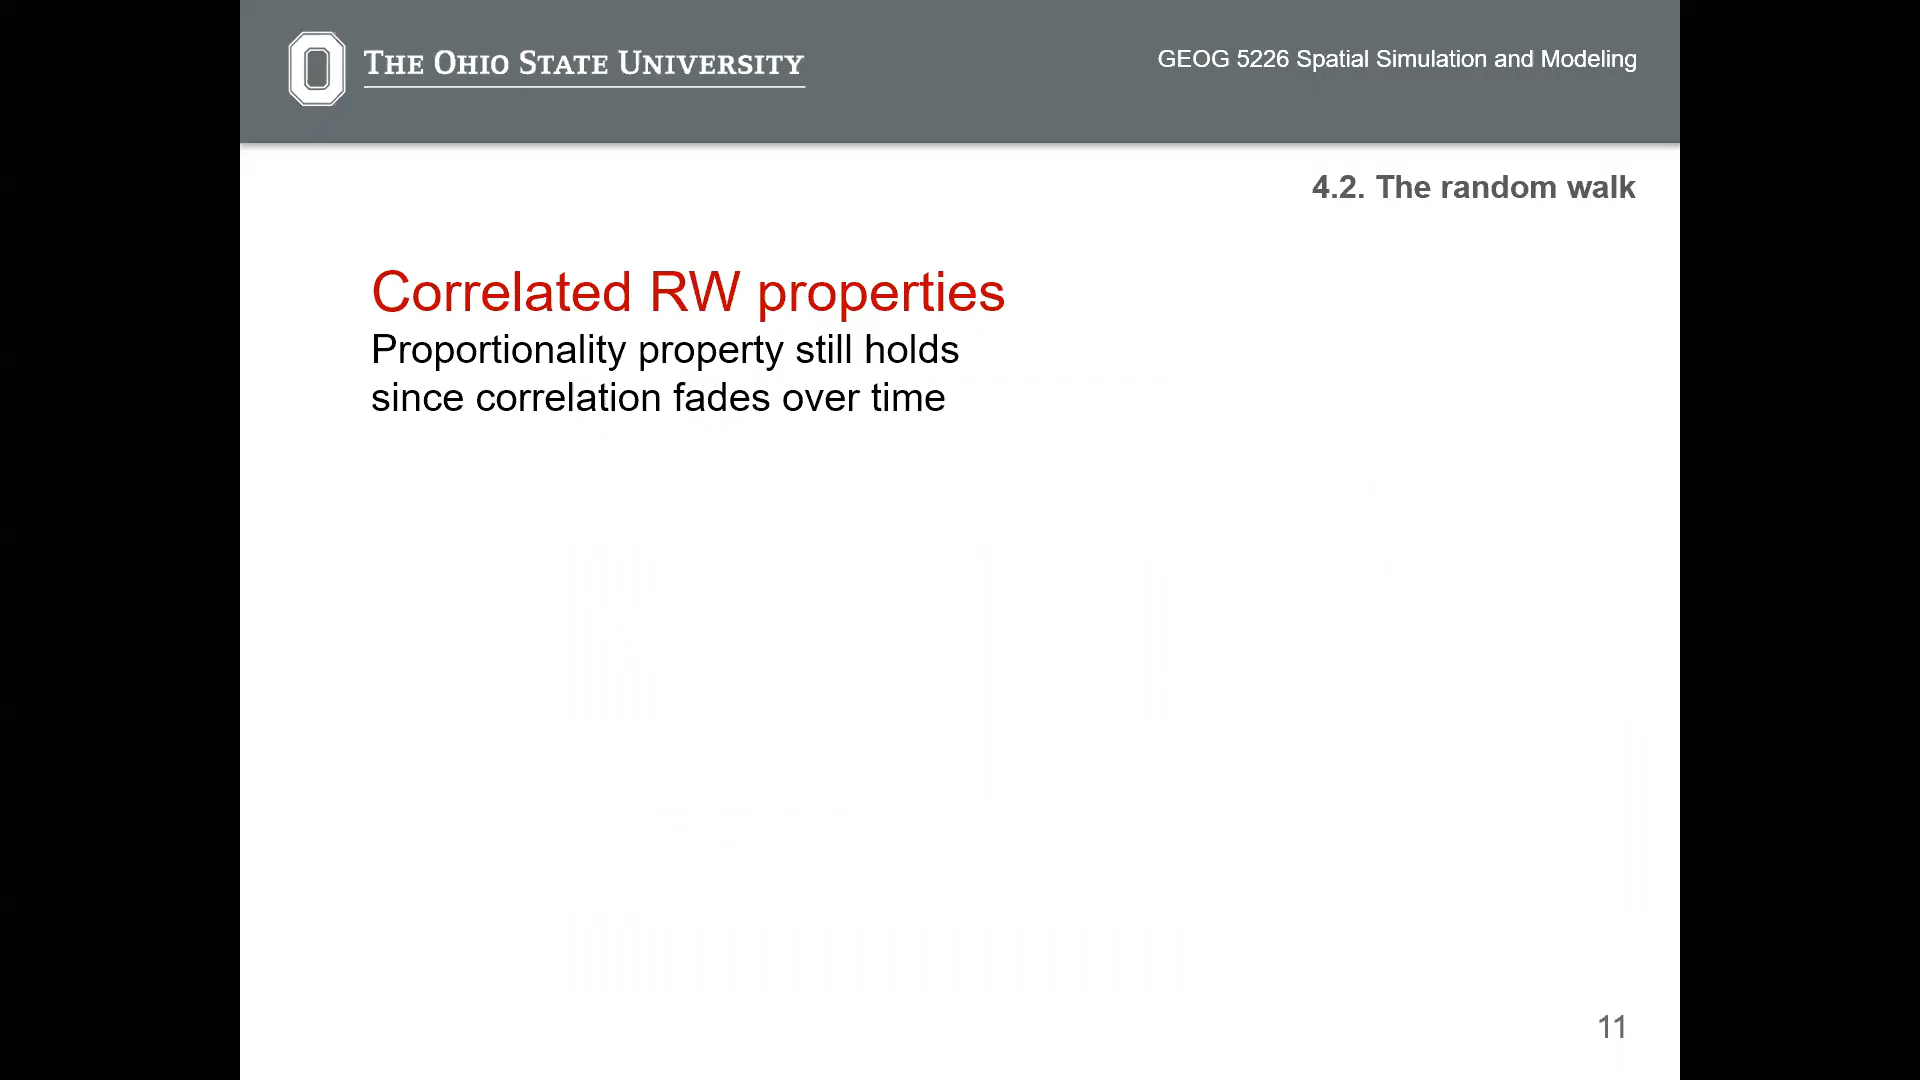 THE OHIO STATE UNIVERSITY
GEOG 5226 Spatial Simulation and Modeling
4.2. The random walk
Correlated RW properties
Proportionality property still holds
since correlation fades over time
11